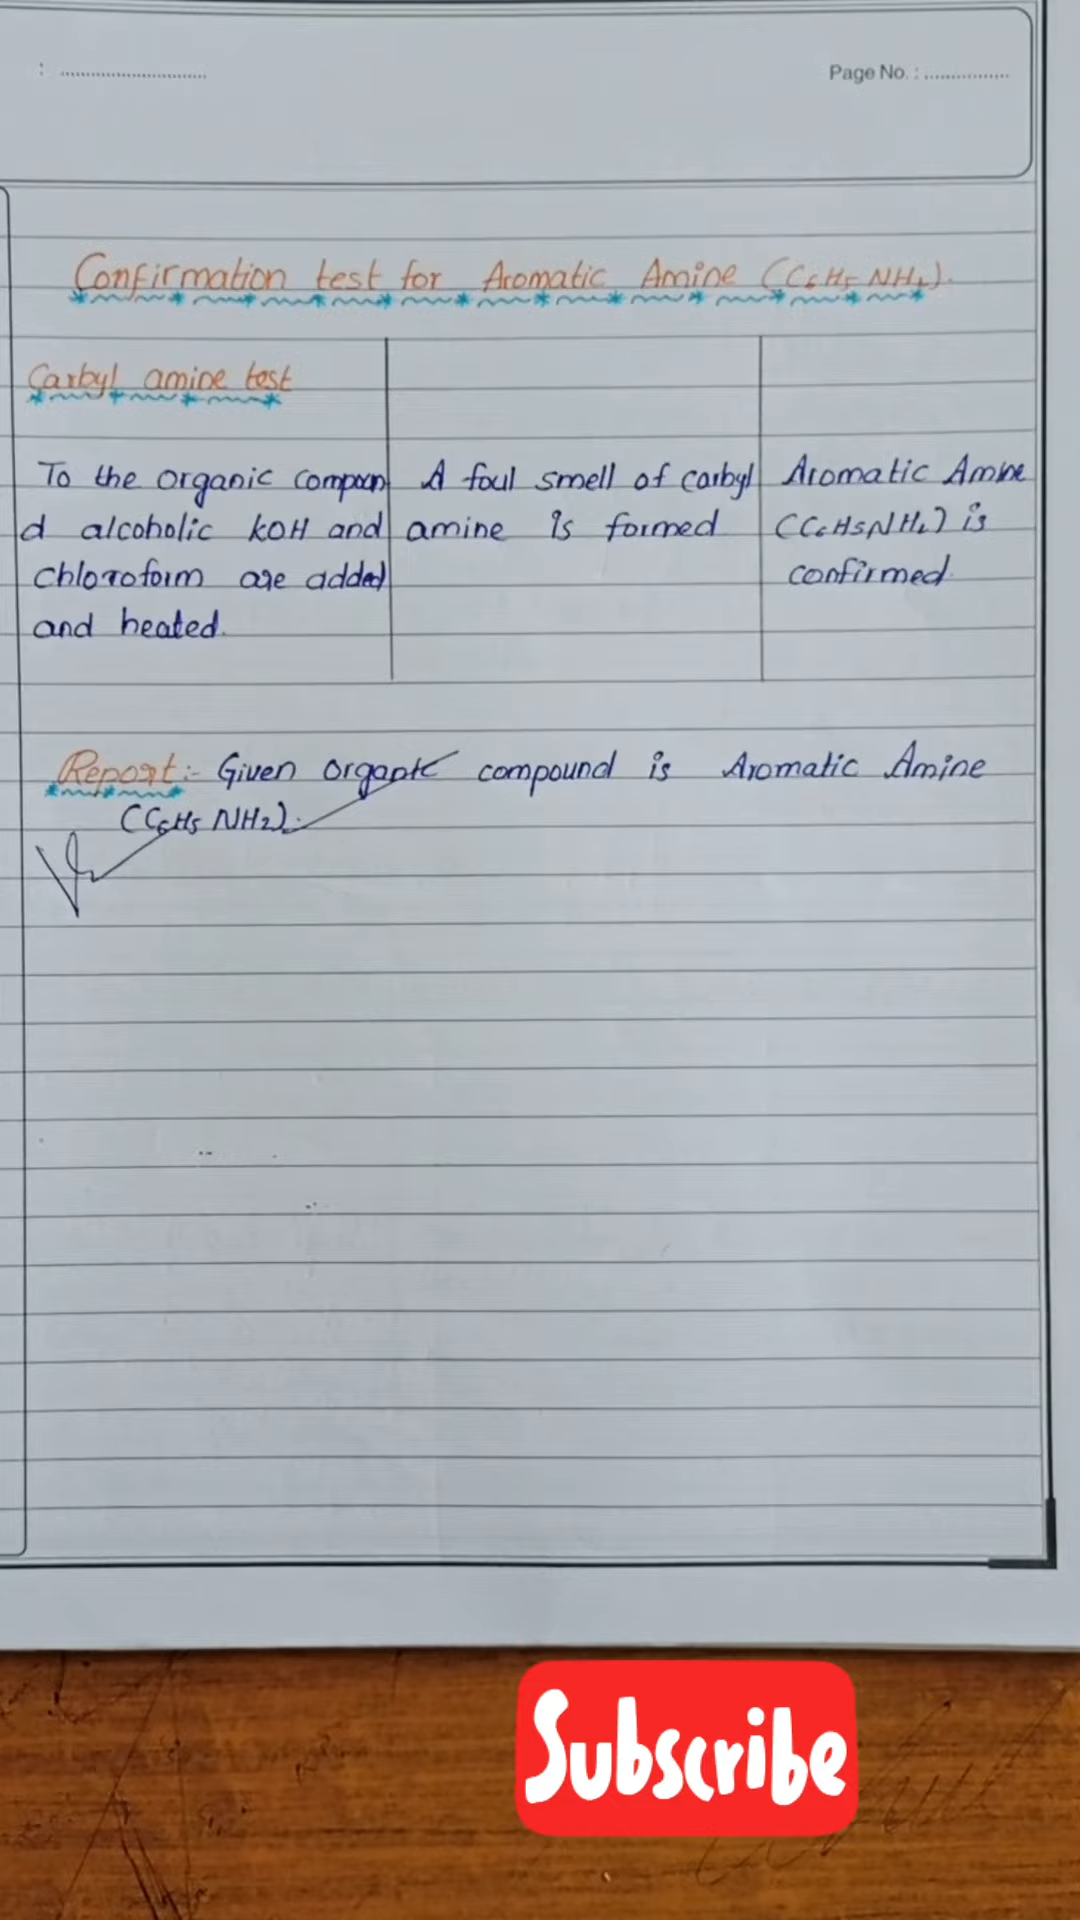 : ............................
Page No. : ................
Confirmation test for Aromatic Amine (C6H5NH2).
Carbyl amine test
To the organic compoun
d alcoholic KOH and
chloroform are added
and heated.
A foul smell of carbyl
amine is formed
Aromatic Amine
(C6H5NH2) is
confirmed.
Report:- Given organic compound is Aromatic Amine
(C6H5 NH2).
Subscribe